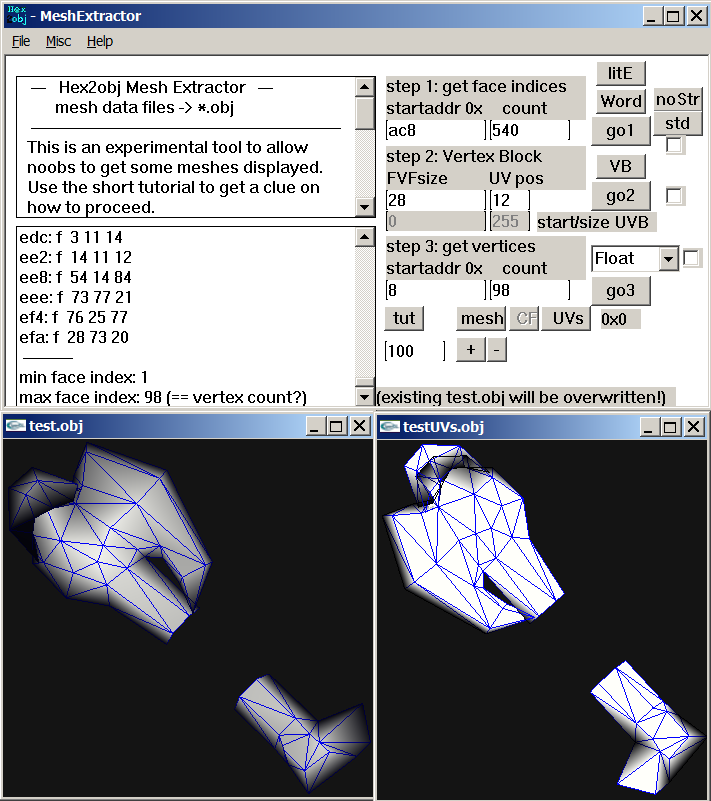 Hex obj - MeshExtractor
File Misc Help
— Hex2obj Mesh Extractor —
mesh data files -> *.obj
This is an experimental tool to allow
noobs to get some meshes displayed.
Use the short tutorial to get a clue on
how to proceed.
edc: f 3 11 14
ee2: f 14 11 12
ee8: f 54 14 84
eee: f 73 77 21
ef4: f 76 25 77
efa: f 28 73 20
min face index: 1
max face index: 98 (== vertex count?)
step 1: get face indices
startaddr 0x count
ac8 540
litE
Word noStr
go1 std
step 2: Vertex Block
FVFsize UV pos
28 12
0 255 start/size UVB
VB
go2
step 3: get vertices
startaddr 0x count
8 98
Float
go3
tut mesh CF UVs 0x0
100 + -
(existing test.obj will be overwritten!)
test.obj
testUVs.obj